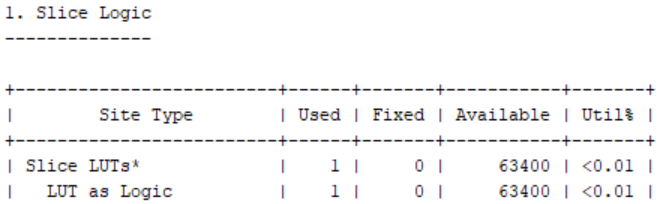 1. Slice Logic
--------------
+-------------------------+------+-------+-----------+-------+
|        Site Type        | Used | Fixed | Available | Util% |
+-------------------------+------+-------+-----------+-------+
| Slice LUTs*             |    1 |     0 |     63400 | <0.01 |
|   LUT as Logic          |    1 |     0 |     63400 | <0.01 |